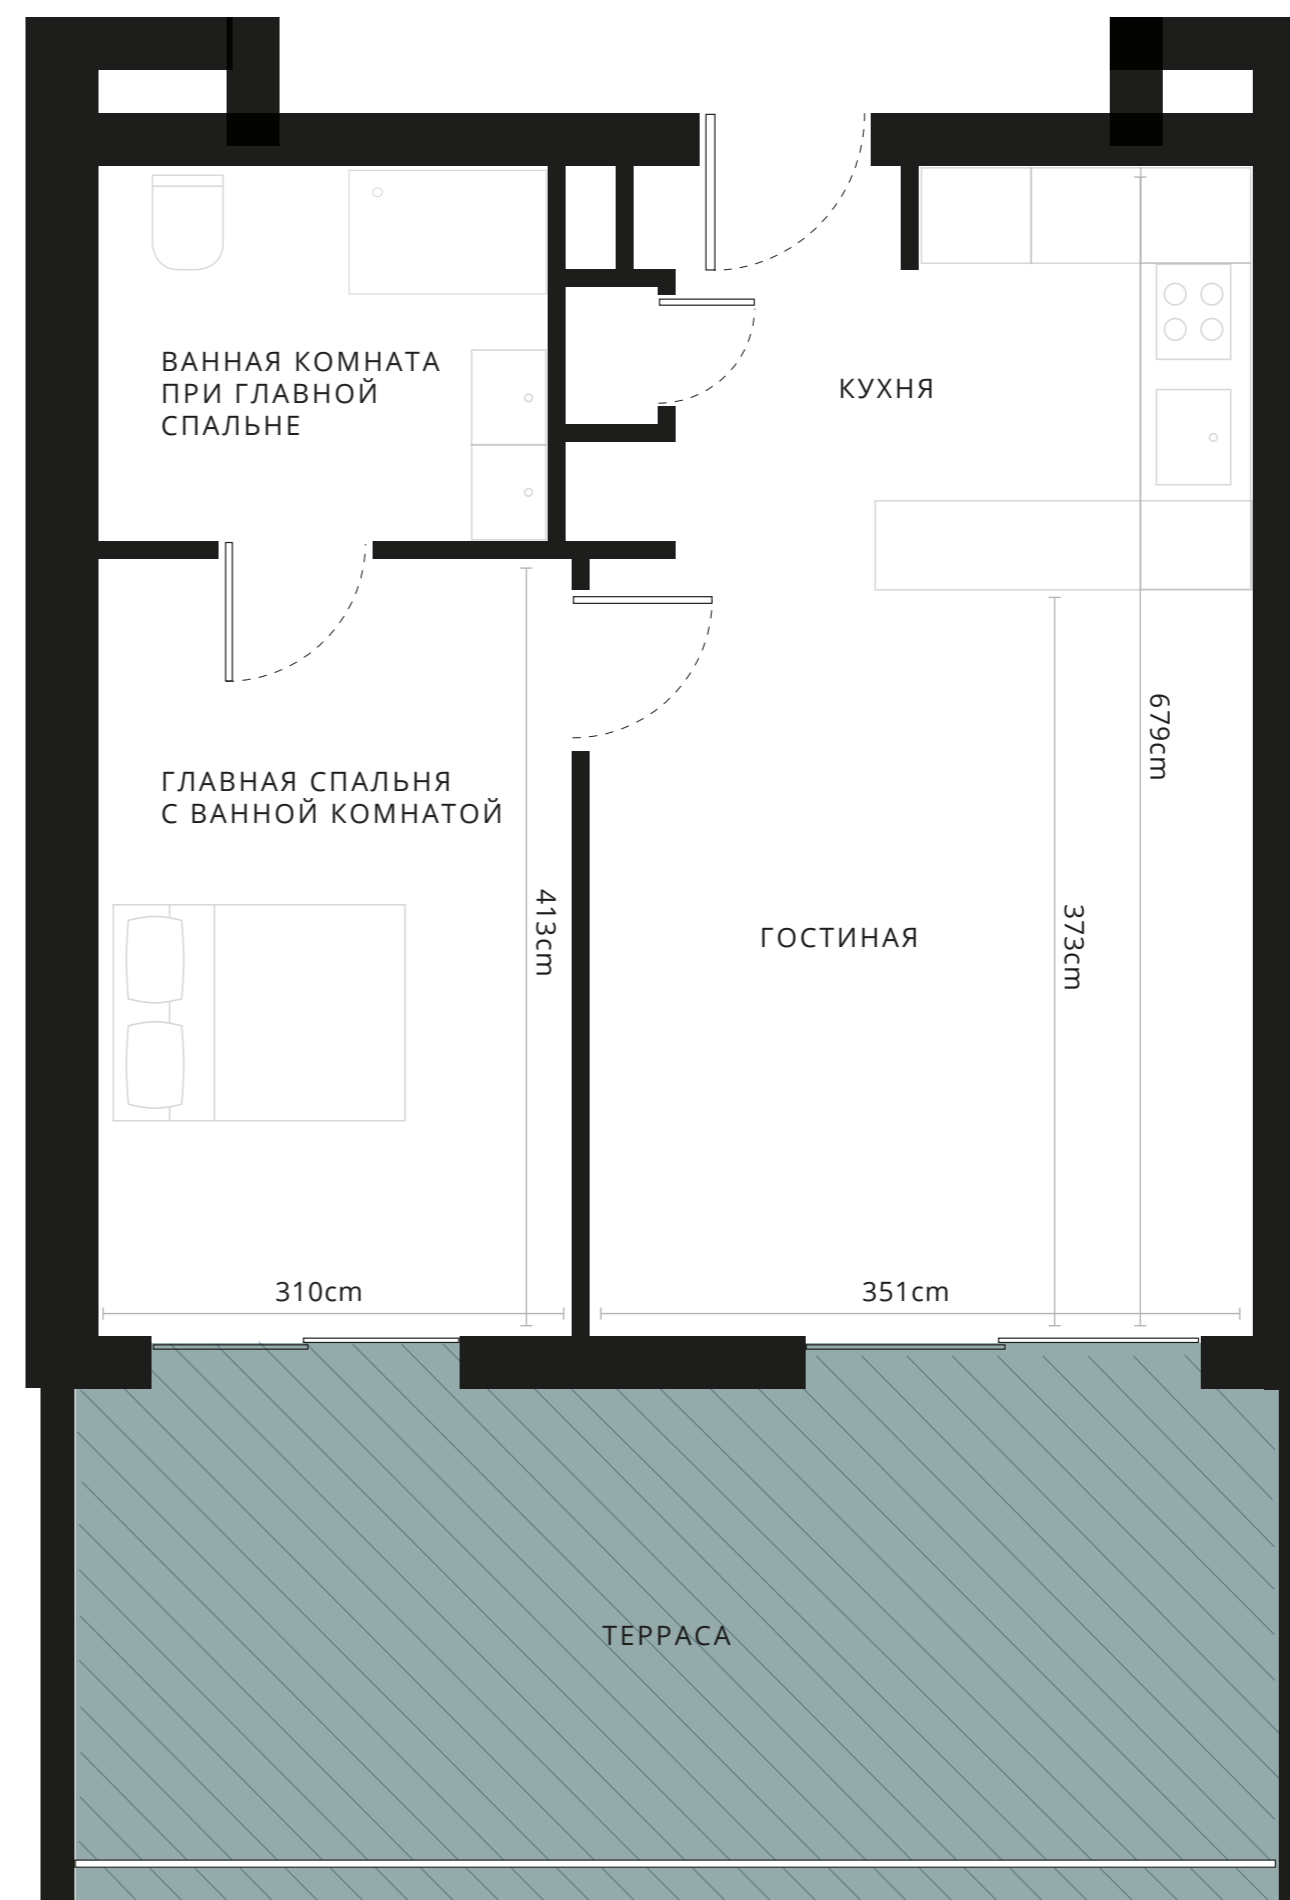 ВАННАЯ КОМНАТА
ПРИ ГЛАВНОЙ
СПАЛЬНЕ
КУХНЯ
679cm
ГЛАВНАЯ СПАЛЬНЯ
С ВАННОЙ КОМНАТОЙ
413cm
ГОСТИНАЯ
373cm
310cm
351cm
ТЕРРАСА